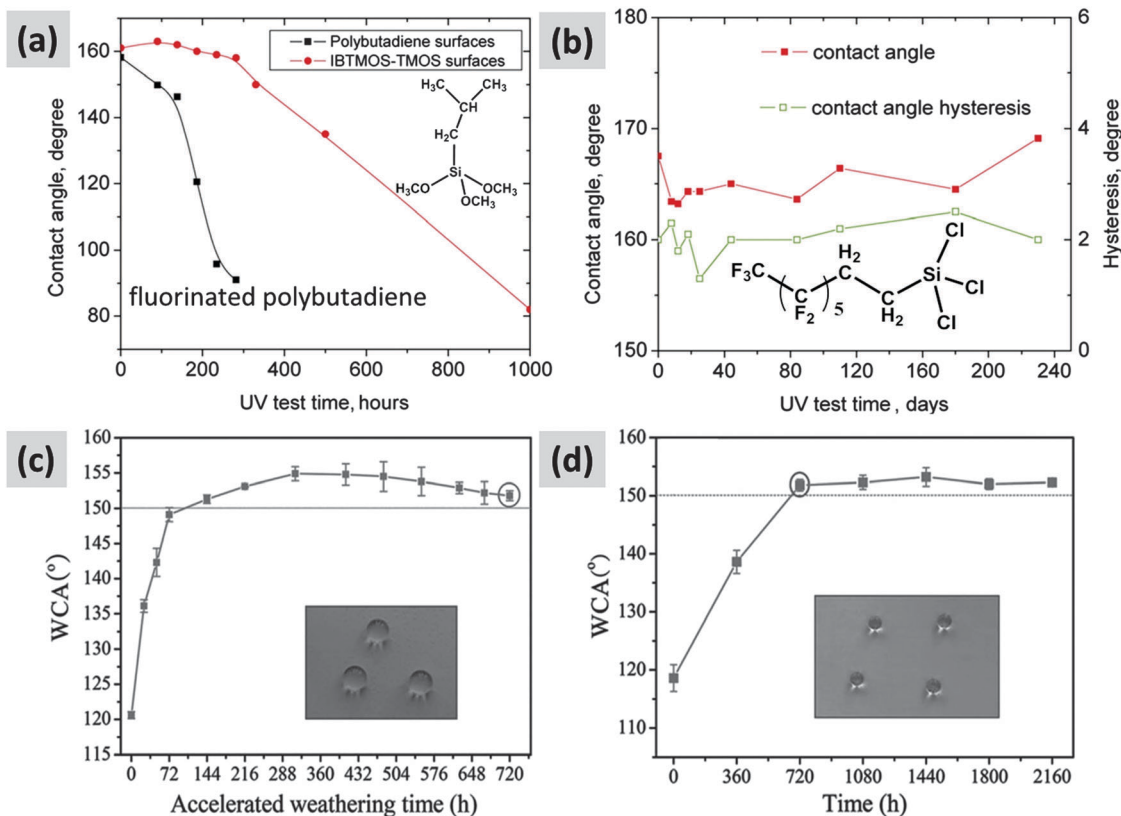 (a)
Polybutadiene surfaces
IBTMOS-TMOS surfaces
H₃C
CH₃
CH
H₂C
Si
H₃CO
OCH₃
OCH₃
fluorinated polybutadiene
160
140
120
100
80
0
200
400
600
800
1000
Contact angle, degree
UV test time, hours
(b)
contact angle
contact angle hysteresis
F₃C
F₂
5
H₂
C
C
C
H₂
Si
Cl
Cl
Cl
180
170
160
150
6
4
2
0
0
40
80
120
160
200
240
Contact angle, degree
Hysteresis, degree
UV test time, days
(c)
160
155
150
145
140
135
130
125
120
115
0
72
144
216
288
360
432
504
576
648
720
WCA(°)
Accelerated weathering time (h)
(d)
160
150
140
130
120
110
0
360
720
1080
1440
1800
2160
WCA(°)
Time (h)